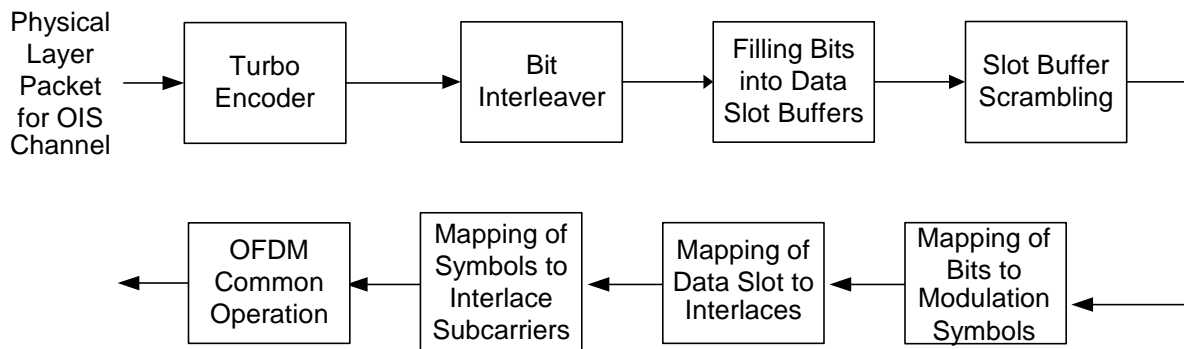 Physical
Layer
Packet
for OIS
Channel
Turbo
Encoder
Bit
Interleaver
Filling Bits
into Data
Slot Buffers
Slot Buffer
Scrambling
Mapping of
Bits to
Modulation
Symbols
Mapping of
Data Slot to
Interlaces
Mapping of
Symbols to
Interlace
Subcarriers
OFDM
Common
Operation